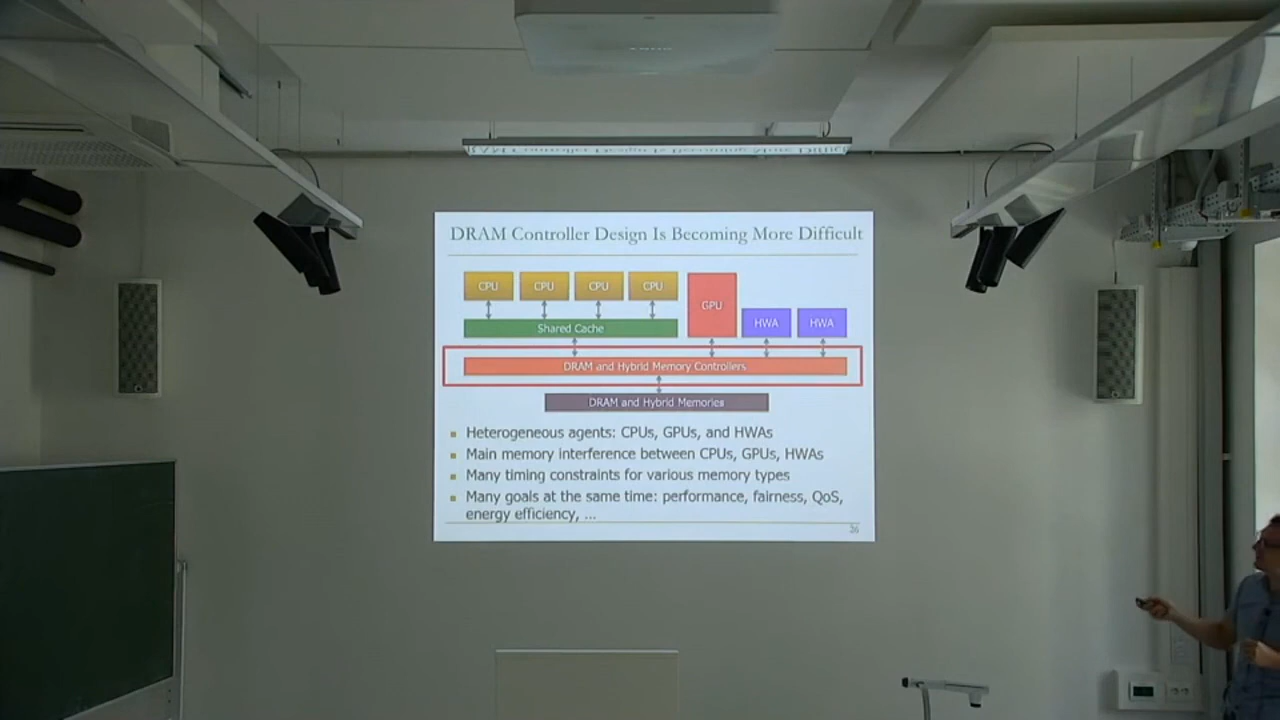 DRAM Controller Design Is Becoming More Difficult
CPU CPU CPU CPU
GPU
HWA HWA
Shared Cache
DRAM and Hybrid Memory Controllers
DRAM and Hybrid Memories
Heterogeneous agents: CPUs, GPUs, and HWAs
Main memory interference between CPUs, GPUs, HWAs
Many timing constraints for various memory types
Many goals at the same time: performance, fairness, QoS,
energy efficiency, ...
26